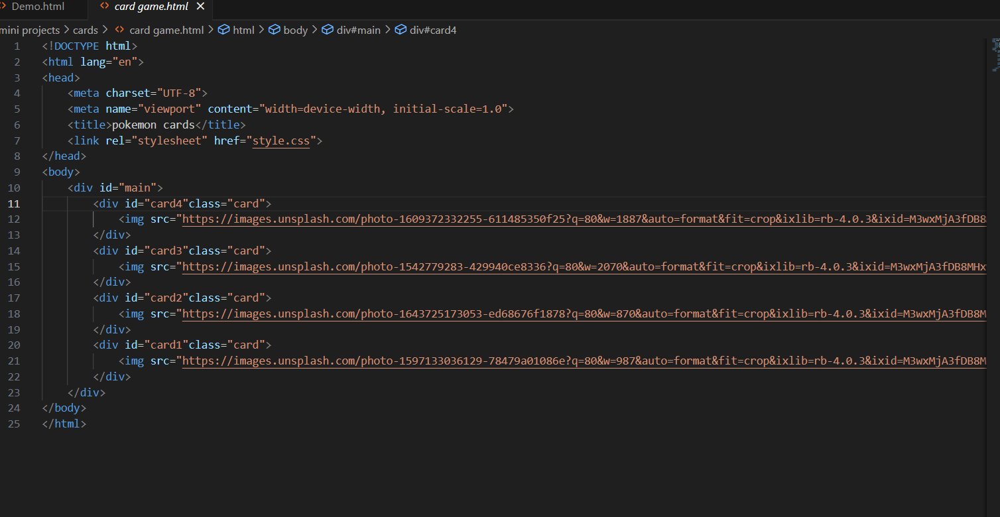 Demo.html <> card game.html ×
mini projects > cards > <> card game.html > html > body > div#main > div#card4
1 <!DOCTYPE html>
2 <html lang="en">
3 <head>
4 <meta charset="UTF-8">
5 <meta name="viewport" content="width=device-width, initial-scale=1.0">
6 <title>pokemon cards</title>
7 <link rel="stylesheet" href="style.css">
8 </head>
9 <body>
10 <div id="main">
11 <div id="card4"class="card">
12 <img src="https://images.unsplash.com/photo-1609372332255-611485350f25?q=80&w=1887&auto=format&fit=crop&ixlib=rb-4.0.3&ixid=M3wxMjA3fDB8
13 </div>
14 <div id="card3"class="card">
15 <img src="https://images.unsplash.com/photo-1542779283-429940ce8336?q=80&w=2070&auto=format&fit=crop&ixlib=rb-4.0.3&ixid=M3wxMjA3fDB8MHx
16 </div>
17 <div id="card2"class="card">
18 <img src="https://images.unsplash.com/photo-1643725173053-ed68676f1878?q=80&w=870&auto=format&fit=crop&ixlib=rb-4.0.3&ixid=M3wxMjA3fDB8M
19 </div>
20 <div id="card1"class="card">
21 <img src="https://images.unsplash.com/photo-1597133036129-78479a01086e?q=80&w=987&auto=format&fit=crop&ixlib=rb-4.0.3&ixid=M3wxMjA3fDB8M
22 </div>
23 </div>
24 </body>
25 </html>